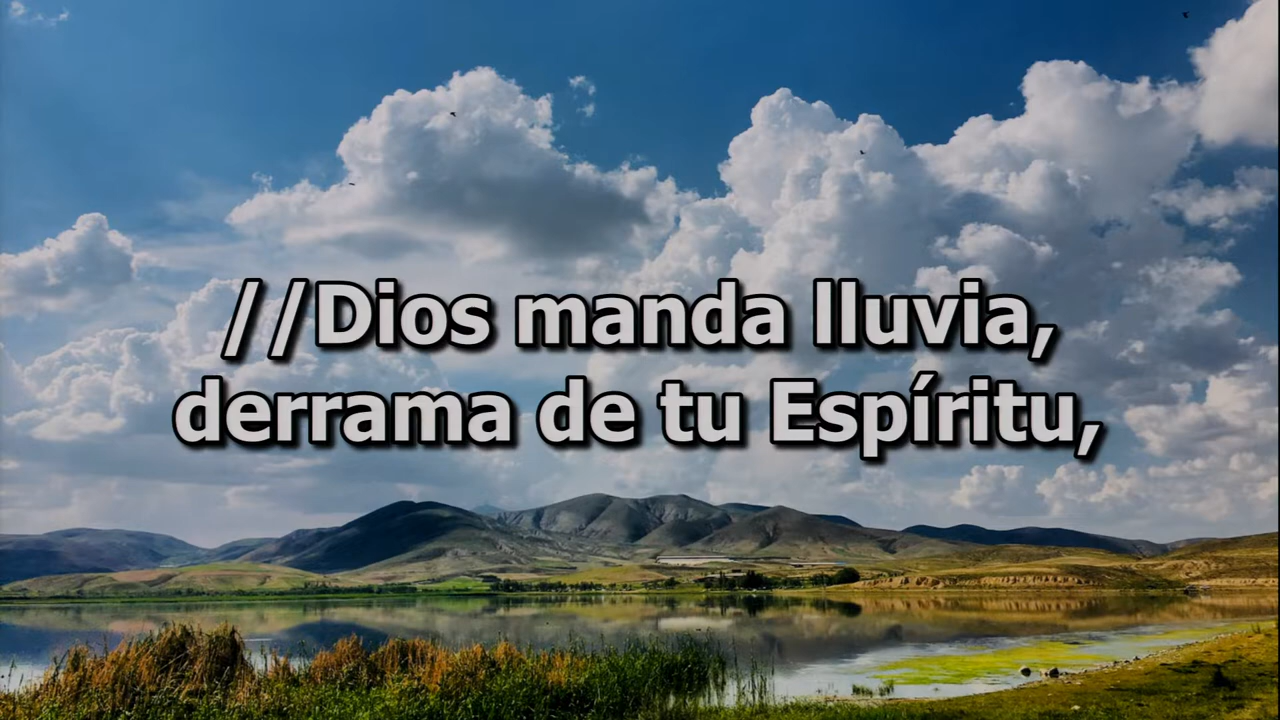 //Dios manda lluvia,
derrama de tu Espíritu,